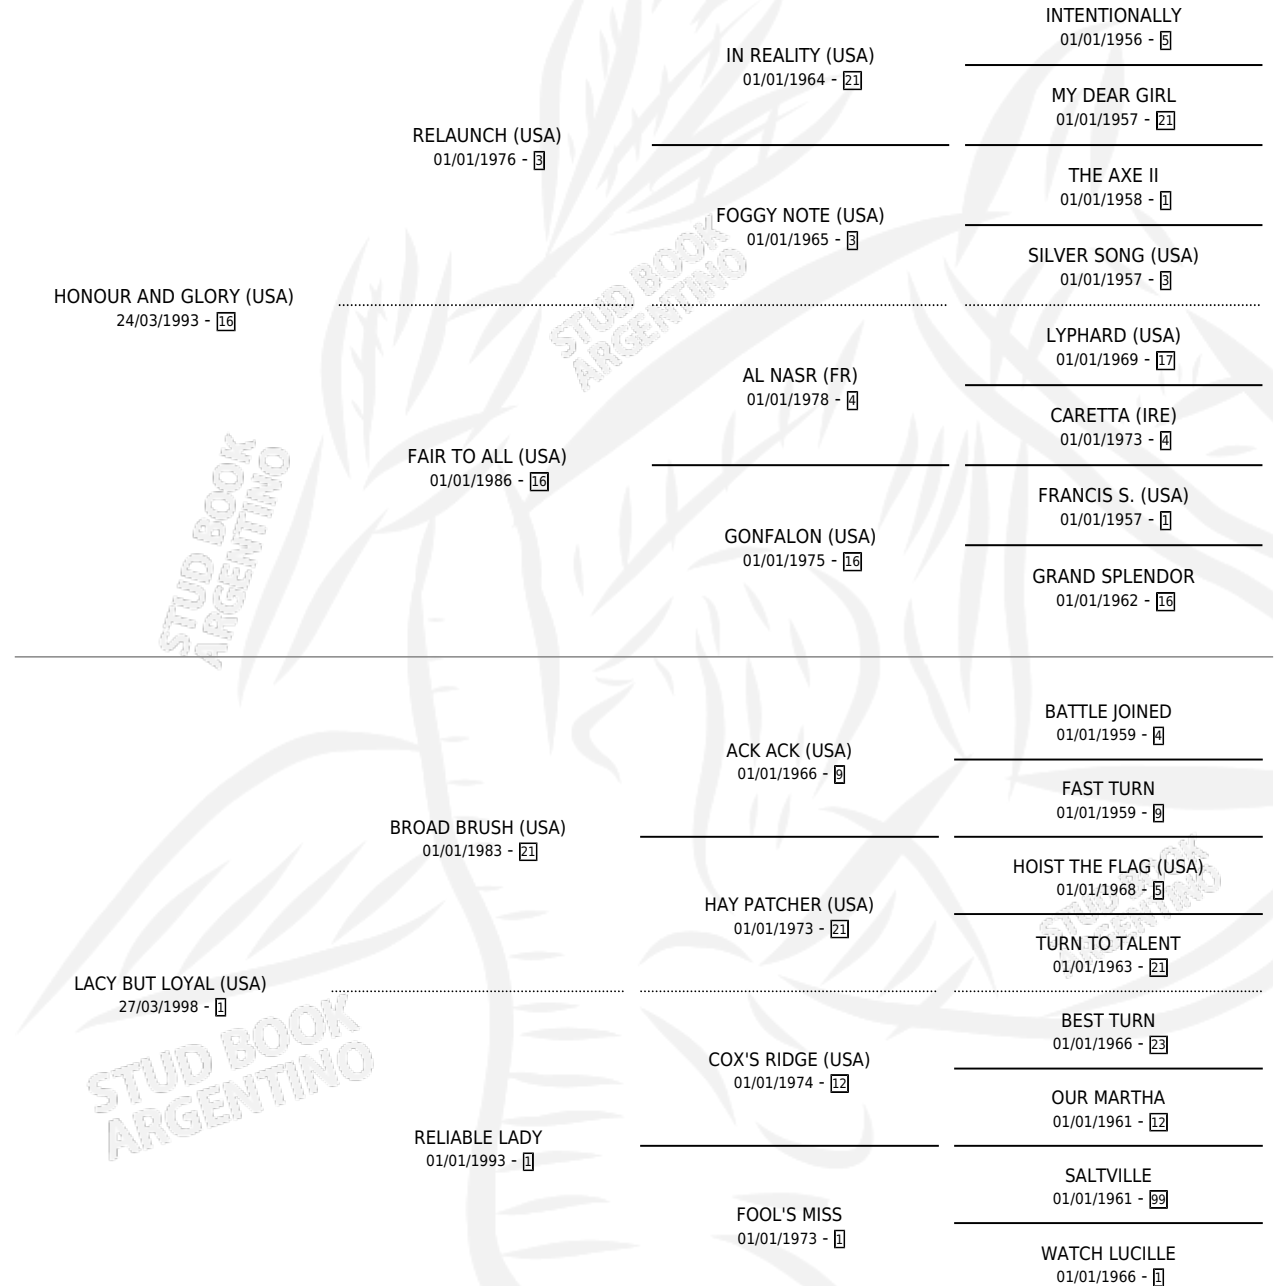 INTENTIONALLY
01/01/1956 - 5
IN REALITY (USA)
01/01/1964 - 21
MY DEAR GIRL
01/01/1957 - 21
RELAUNCH (USA)
01/01/1976 - 3
THE AXE II
01/01/1958 - 1
FOGGY NOTE (USA)
01/01/1965 - 3
SILVER SONG (USA)
01/01/1957 - 3
HONOUR AND GLORY (USA)
24/03/1993 - 16
LYPHARD (USA)
01/01/1969 - 17
AL NASR (FR)
01/01/1978 - 4
CARETTA (IRE)
01/01/1973 - 4
FAIR TO ALL (USA)
01/01/1986 - 16
FRANCIS S. (USA)
01/01/1957 - 1
GONFALON (USA)
01/01/1975 - 16
GRAND SPLENDOR
01/01/1962 - 16
BATTLE JOINED
01/01/1959 - 4
ACK ACK (USA)
01/01/1966 - 9
FAST TURN
01/01/1959 - 9
BROAD BRUSH (USA)
01/01/1983 - 21
HOIST THE FLAG (USA)
01/01/1968 - 5
HAY PATCHER (USA)
01/01/1973 - 21
TURN TO TALENT
01/01/1963 - 21
LACY BUT LOYAL (USA)
27/03/1998 - 1
BEST TURN
01/01/1966 - 23
COX'S RIDGE (USA)
01/01/1974 - 12
OUR MARTHA
01/01/1961 - 12
RELIABLE LADY
01/01/1993 - 1
SALTVILLE
01/01/1961 - 99
FOOL'S MISS
01/01/1973 - 1
WATCH LUCILLE
01/01/1966 - 1
STUD BOOK
ARGENTINO
STUD BOOK
ARGENTINO
STUD BOOK
ARGENTINO
STUD BOOK
ARGENTINO